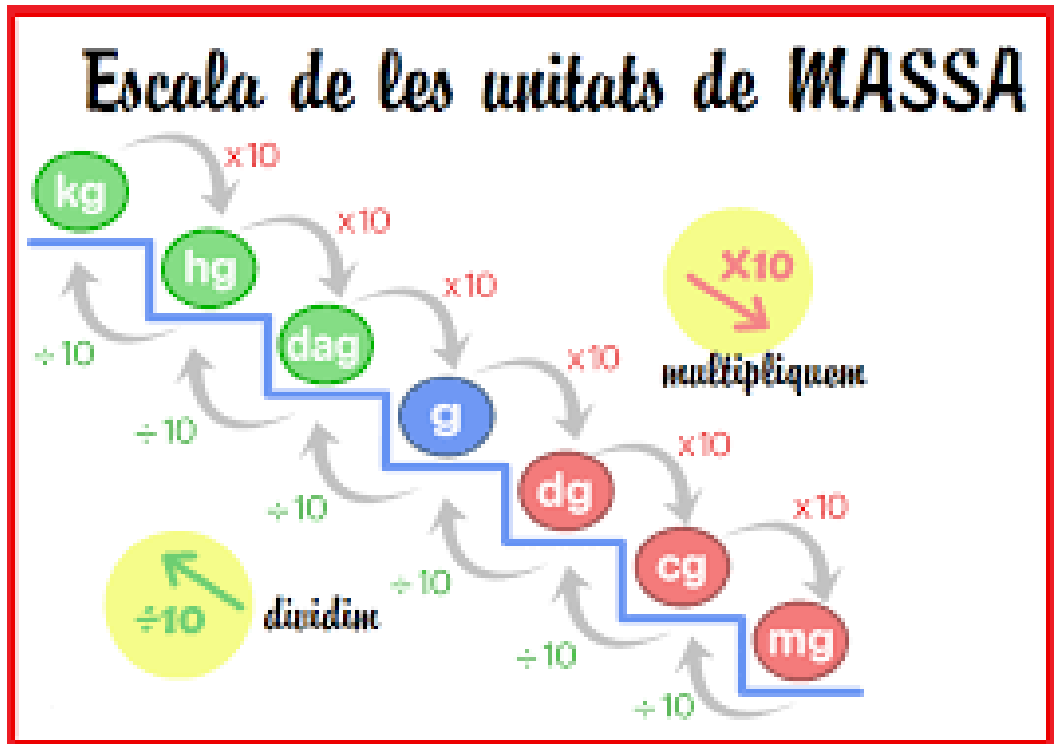 Escala de les unitats de MASSA
kg
x10
hg
x10
dag
x10
g
x10
dg
x10
cg
x10
mg
÷10
÷10
÷10
÷10
÷10
÷10
X10
multipliquem
÷10
dividim